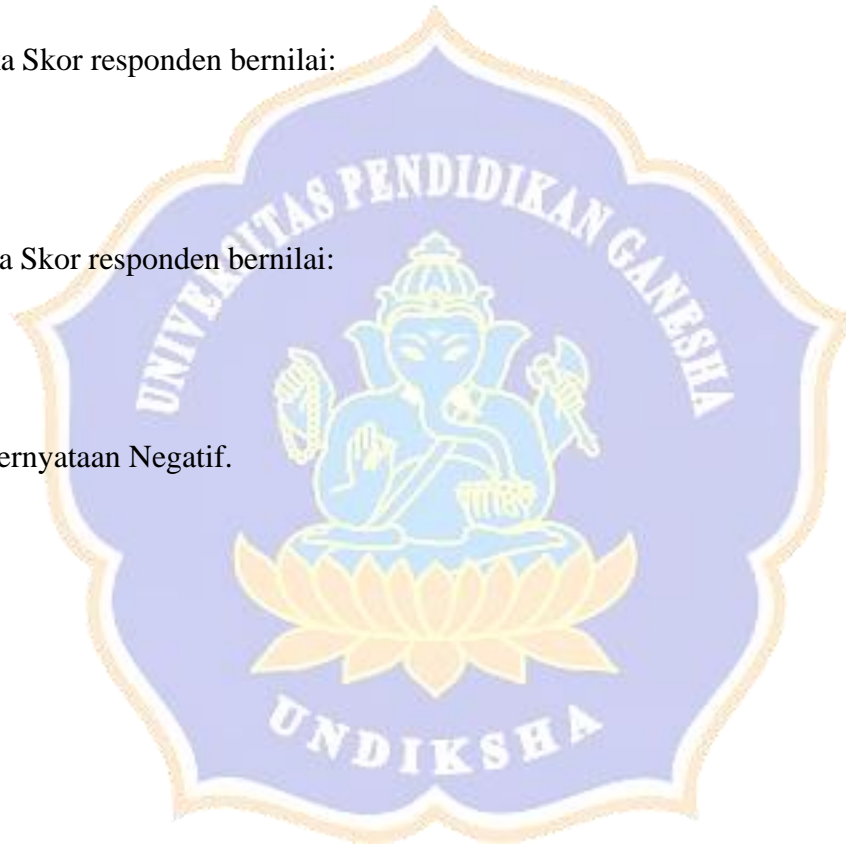 a Skor responden bernilai:
UNIVERSITAS PENDIDIKAN GANESHA
a Skor responden bernilai:
ernyataan Negatif.
UNDIKSHA